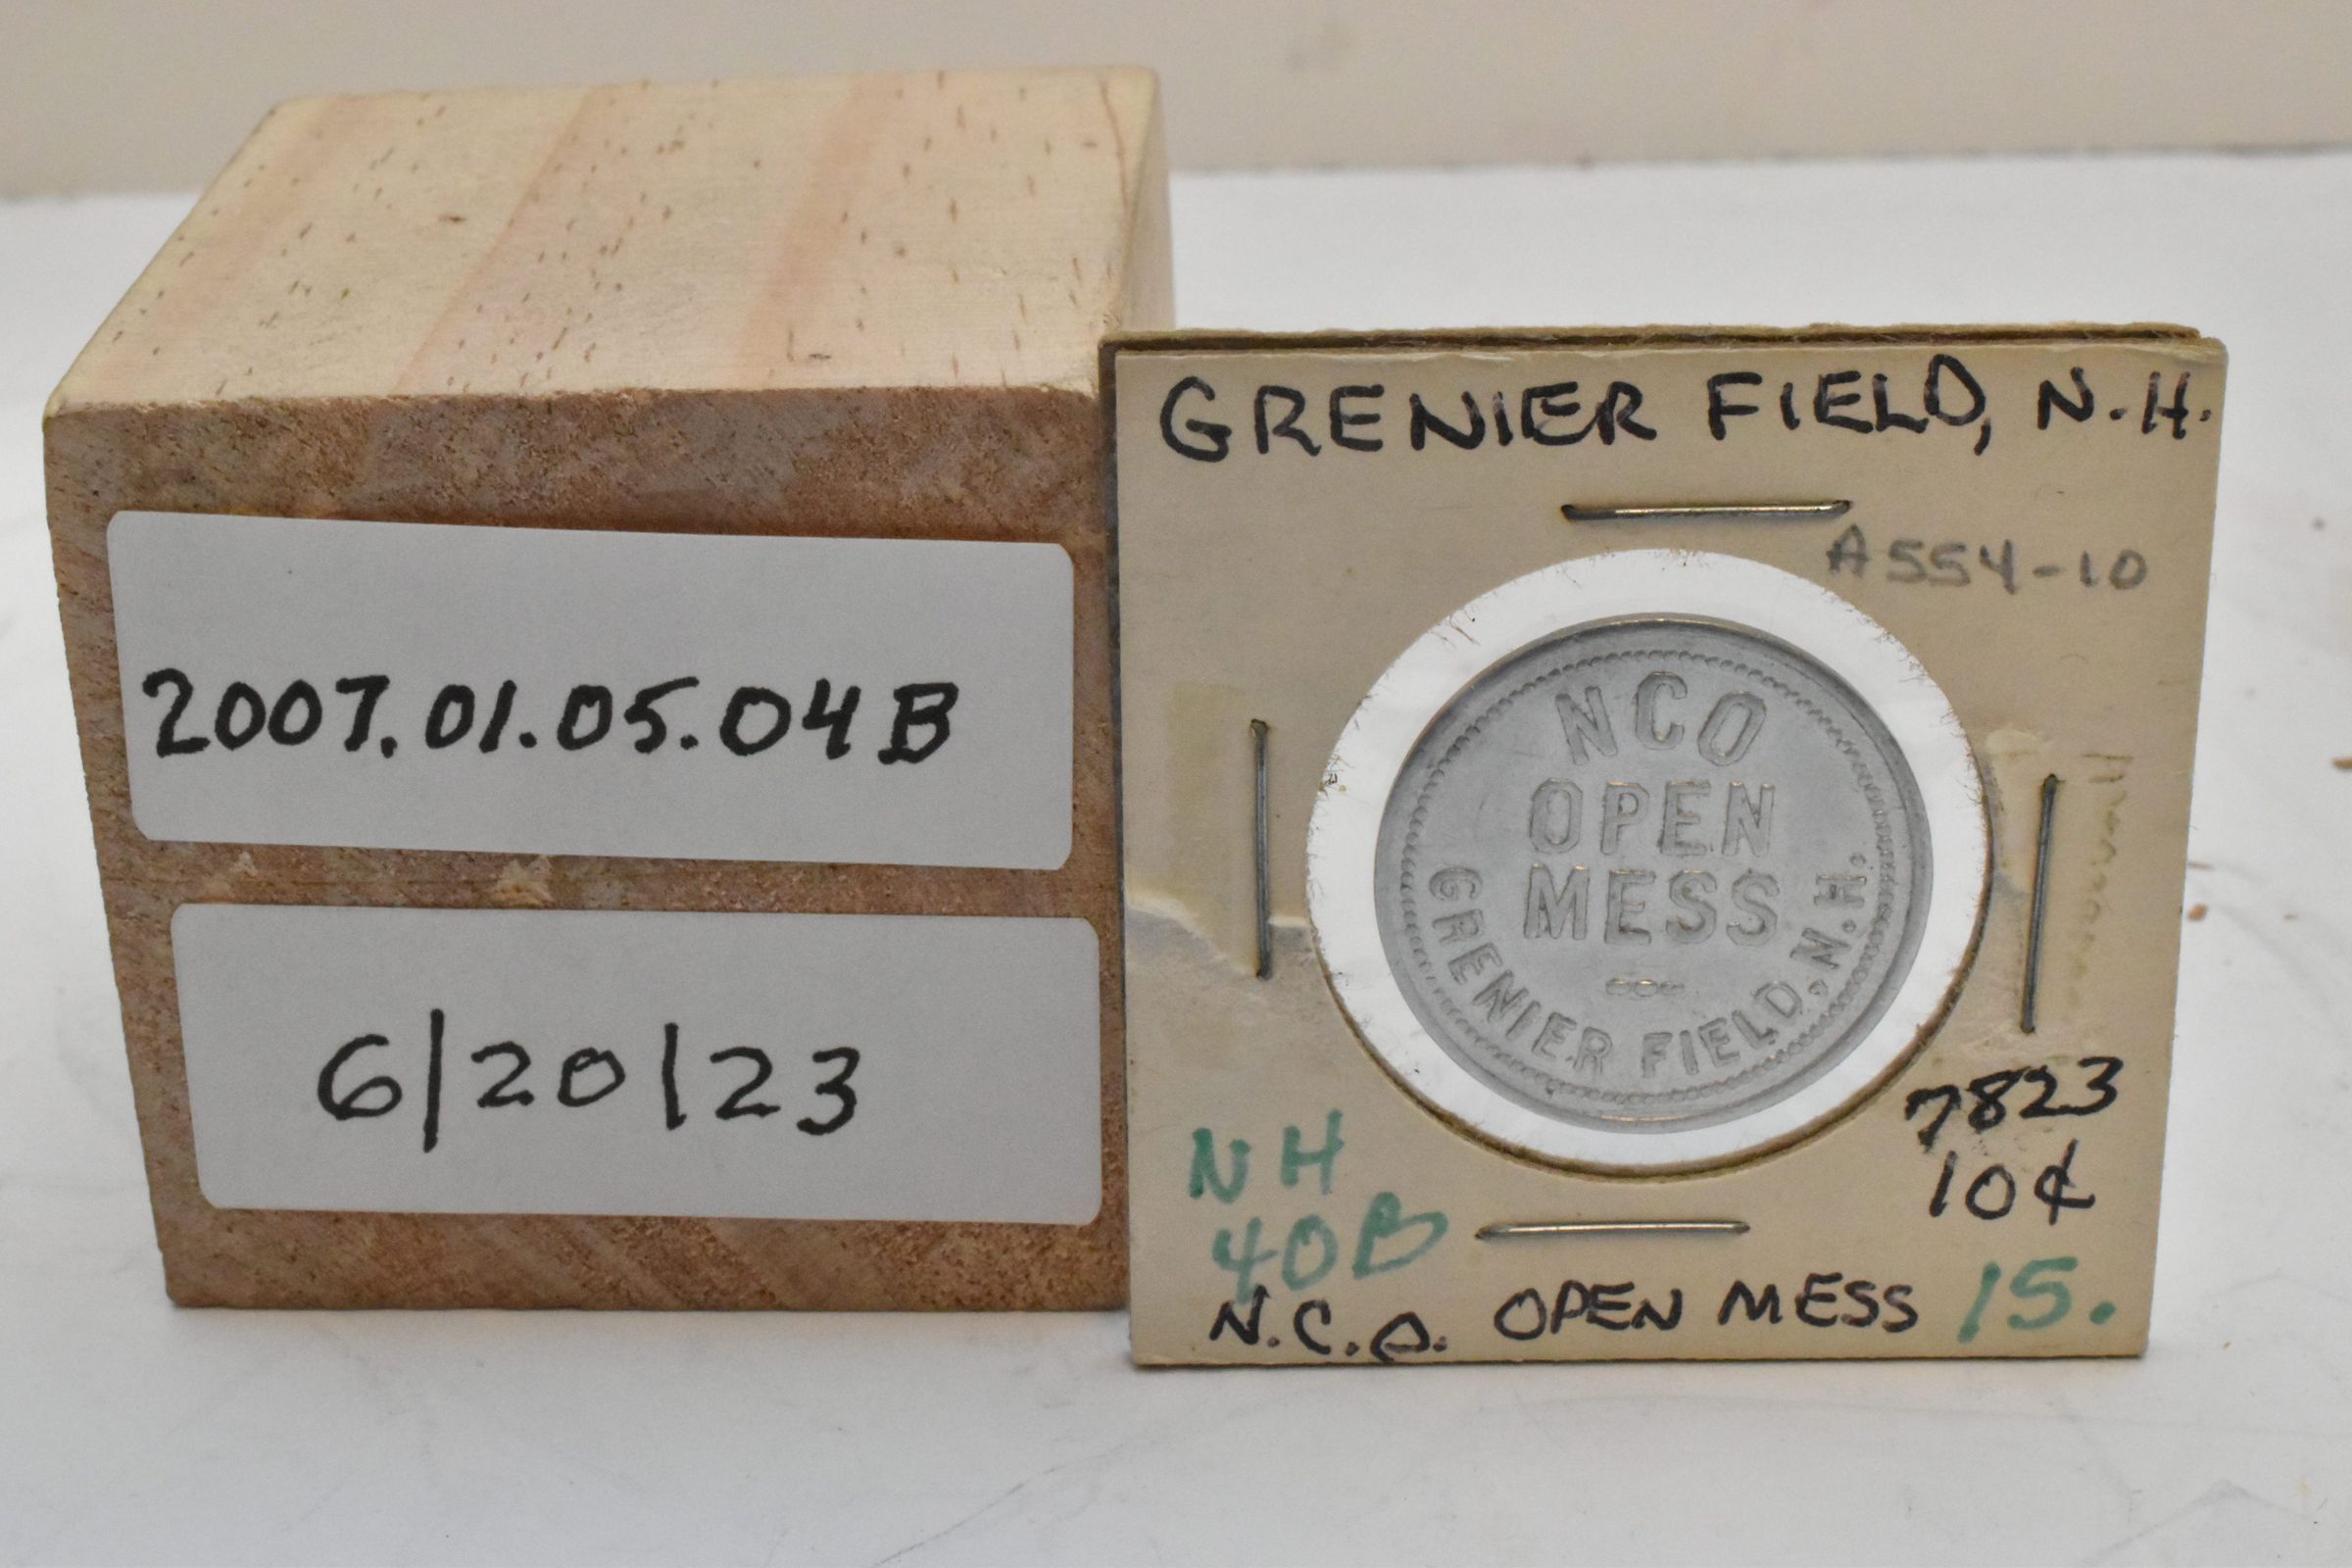 2007.01.05.04B
6/20/23
GRENIER FIELD, N.H.
A554-10
NCO
OPEN
MESS
GRENIER FIELD. N.H.
7823
10¢
NH
40B
N.C.O. OPEN MESS 15.